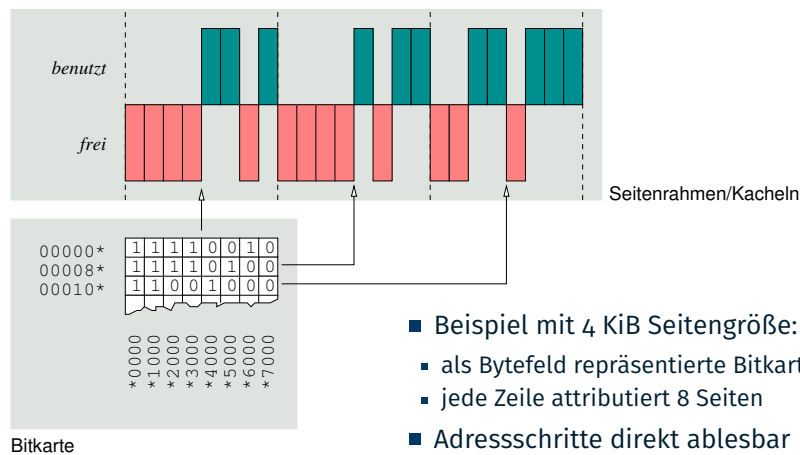 benutzt
frei
Seitenrahmen/Kacheln
00000* 1 1 1 1 0 0 1 0
00008* 1 1 1 1 0 1 0 0
00010* 1 1 0 0 1 0 0 0
*0000 *1000 *2000 *3000 *4000 *5000 *6000 *7000
Beispiel mit 4 KiB Seitengröße:
als Bytefeld repräsentierte Bitkart
jede Zeile attributiert 8 Seiten
Adressschritte direkt ablesbar
Bitkarte